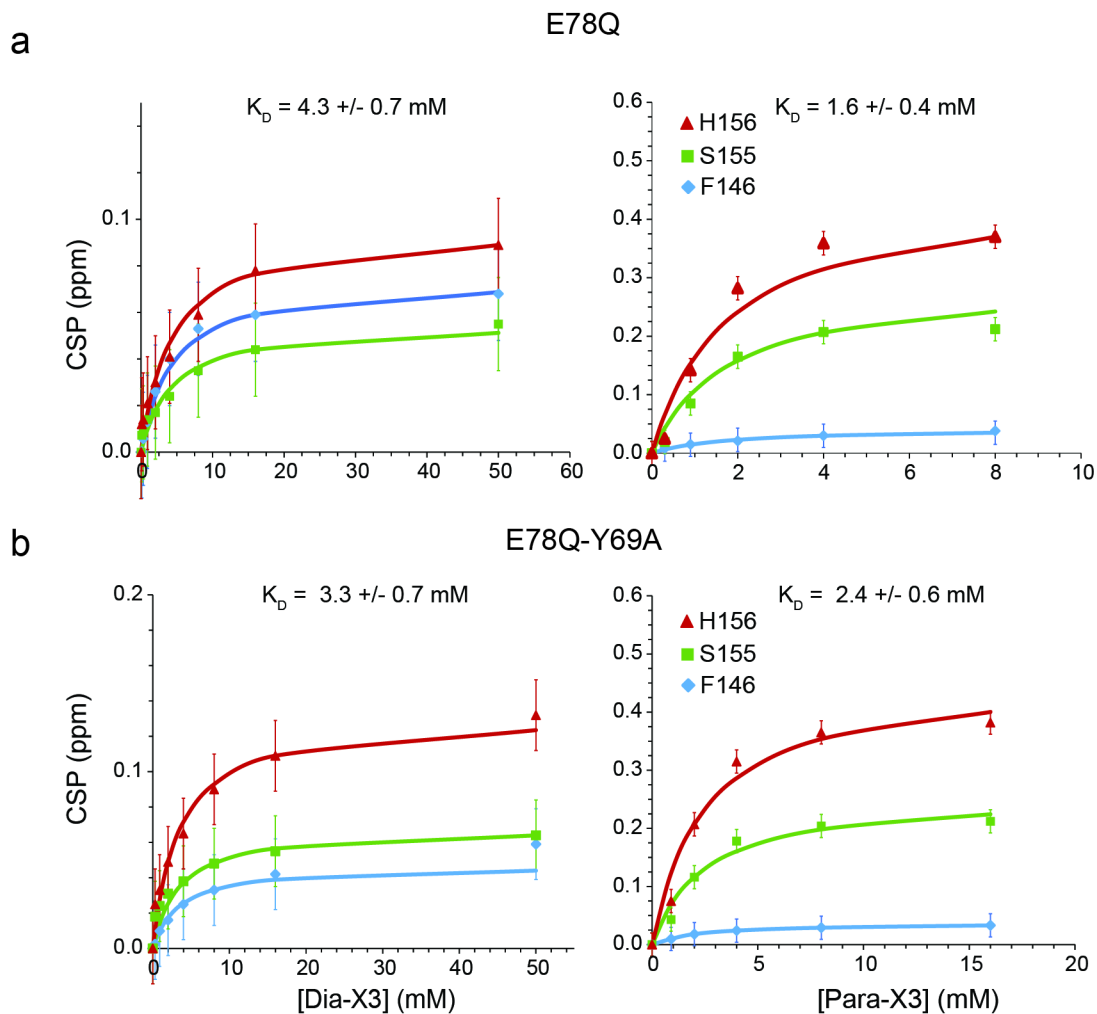 E78Q
a
K_D = 4.3 +/- 0.7 mM
0.1
0.0
CSP (ppm)
0 10 20 30 40 50 60
K_D = 1.6 +/- 0.4 mM
H156
S155
F146
0.6
0.5
0.4
0.3
0.2
0.1
0.0
0 2 4 6 8 10
b
E78Q-Y69A
K_D = 3.3 +/- 0.7 mM
0.2
0.1
0.0
CSP (ppm)
0 10 20 30 40 50
[Dia-X3] (mM)
K_D = 2.4 +/- 0.6 mM
H156
S155
F146
0.6
0.5
0.4
0.3
0.2
0.1
0.0
0 5 10 15 20
[Para-X3] (mM)